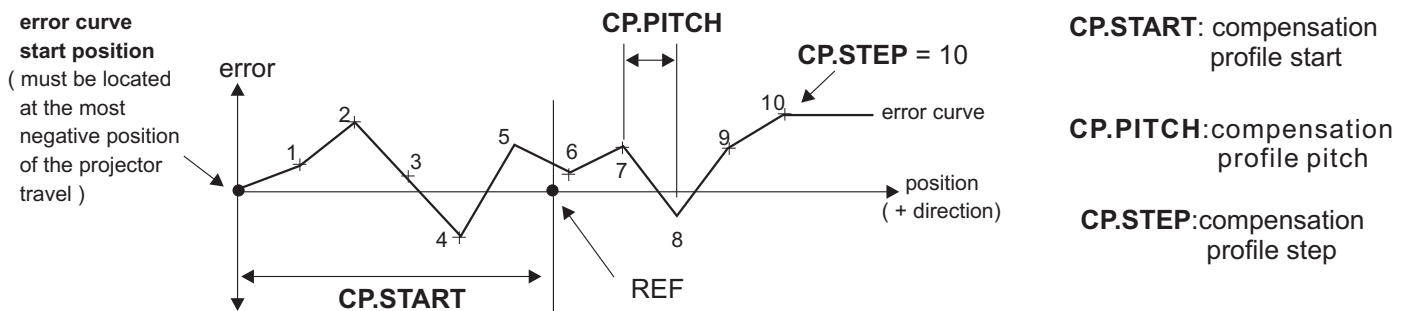 error curve
start position
( must be located
at the most
negative position
of the projector
travel )
error
CP.PITCH
CP.STEP = 10
1
2
3
4
5
6
7
8
9
10
error curve
position
( + direction)
CP.START
REF
CP.START: compensation
profile start
CP.PITCH:compensation
profile pitch
CP.STEP:compensation
profile step